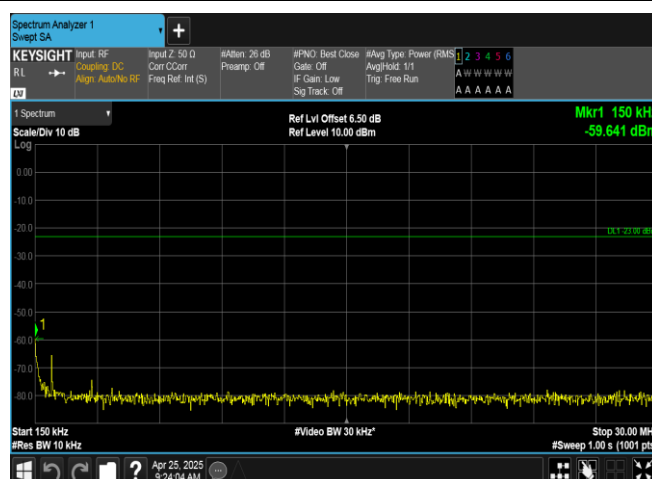 Spectrum Analyzer 1
Swept SA
+
KEYSIGHT
RL
LXI
Input: RF
Coupling: DC
Align: Auto/No RF
Input Z: 50 Ω
Corr CCorr
Freq Ref: Int (S)
#Atten: 26 dB
Preamp: Off
#PNO: Best Close
Gate: Off
IF Gain: Low
Sig Track: Off
#Avg Type: Power (RMS
Avg|Hold: 1/1
Trig: Free Run
1 2 3 4 5 6
A W W W W W
A A A A A A
1 Spectrum
Scale/Div 10 dB
Log
Ref Lvl Offset 6.50 dB
Ref Level 10.00 dBm
Mkr1 150 kH
-59.641 dBm
0.00
-10.0
-20.0
DL1 -23.00 dB
-30.0
-40.0
-50.0
1
-60.0
-70.0
-80.0
Start 150 kHz
#Res BW 10 kHz
#Video BW 30 kHz*
Stop 30.00 MH
#Sweep 1.00 s (1001 pts
?
Apr 25, 2025
9:24:04 AM